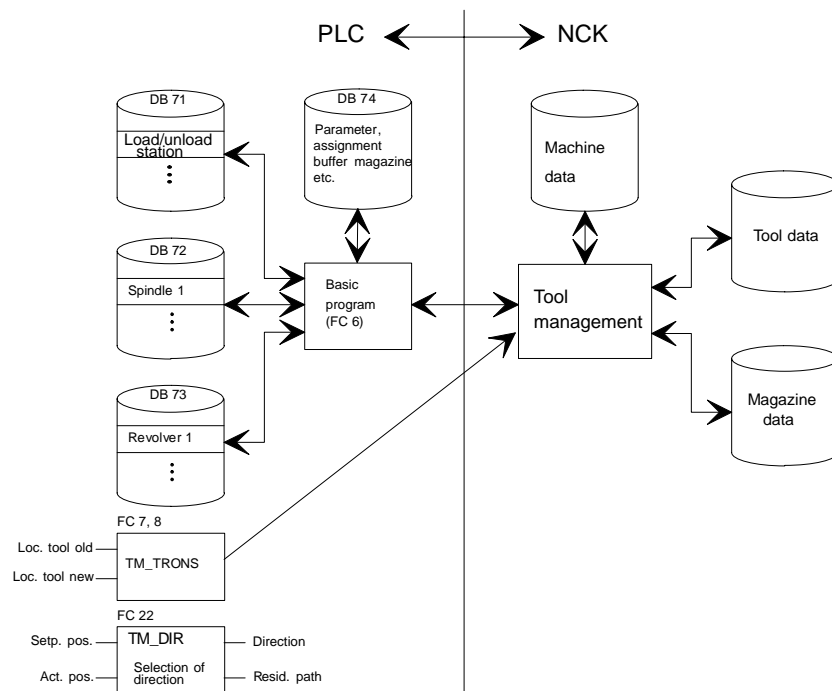 PLC
NCK
DB 71
Load/unload
station
DB 74
Parameter,
assignment
buffer magazine
etc.
Machine
data
Tool data
DB 72
Spindle 1
Basic
program
(FC 6)
Tool
management
DB 73
Revolver 1
Magazine
data
FC 7, 8
Loc. tool old
Loc. tool new
TM_TRONS
FC 22
Setp. pos.
Act. pos.
TM_DIR
Selection of
direction
Direction
Resid. path